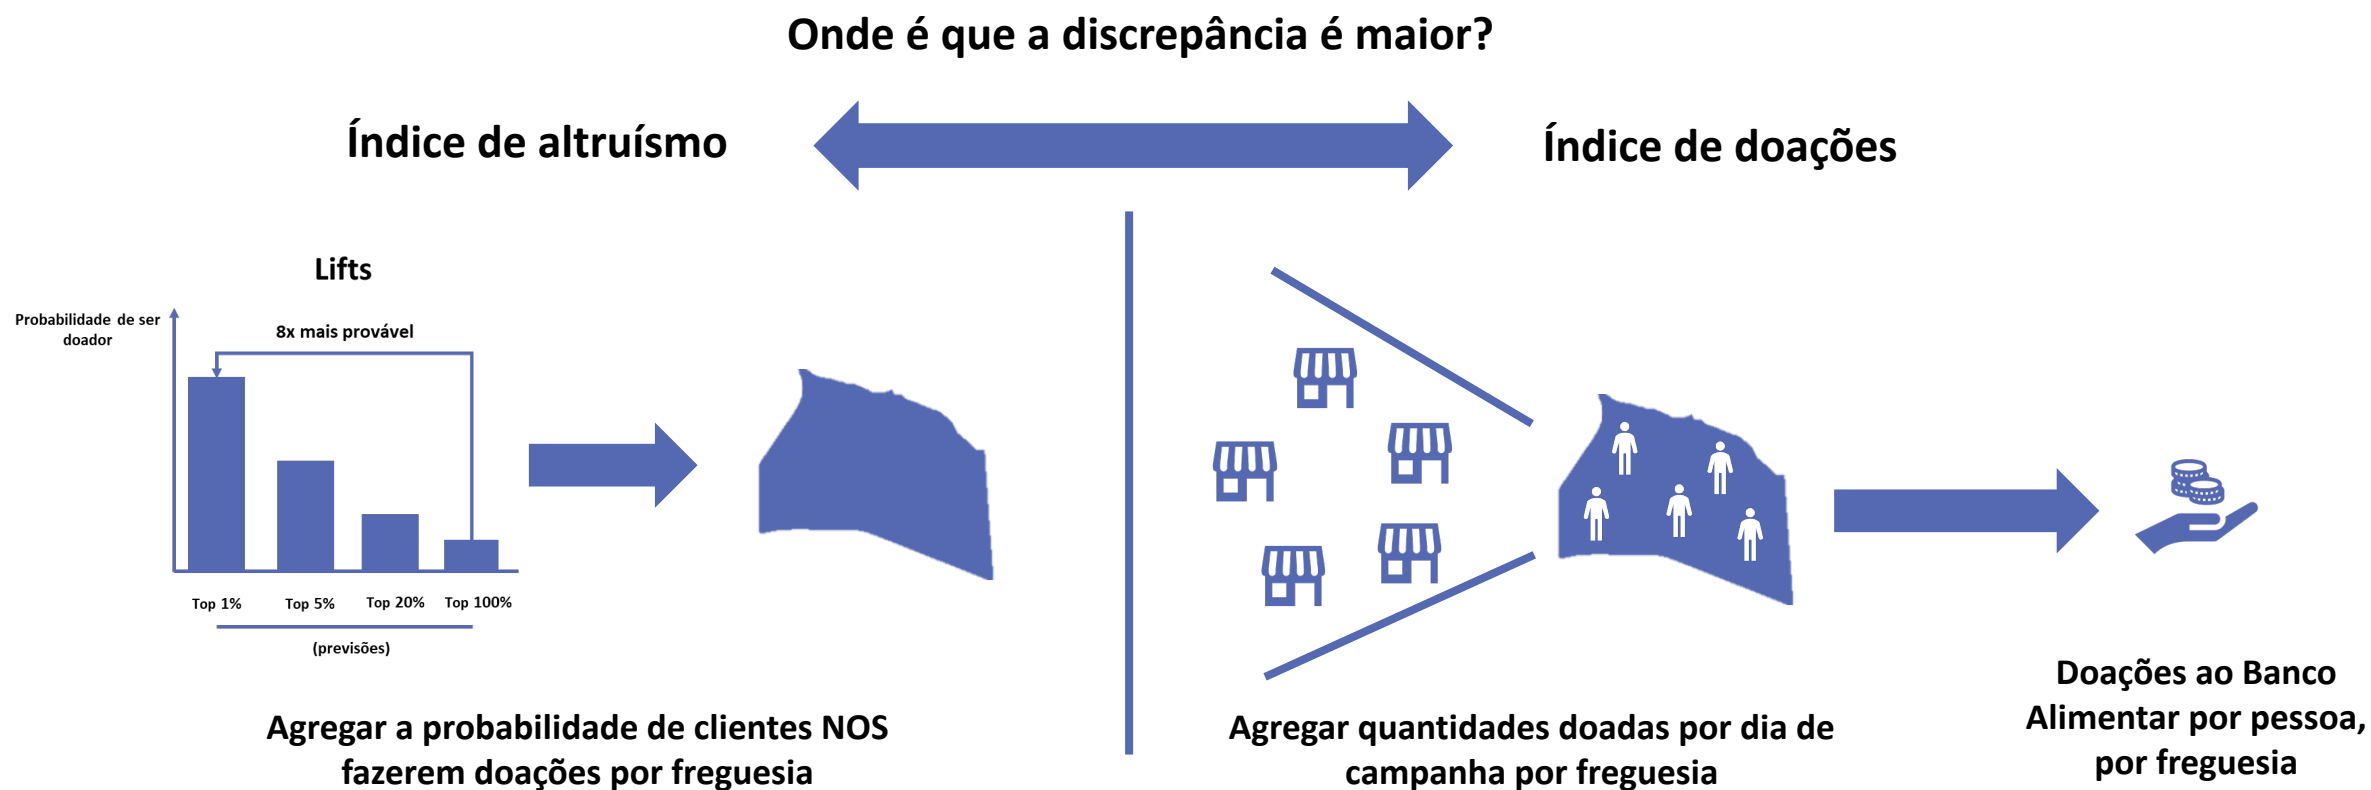 Onde é que a discrepância é maior?
Índice de altruísmo
Índice de doações
Lifts
Probabilidade de ser
doador
8x mais provável
Top 1%
Top 5%
Top 20%
Top 100%
(previsões)
Agregar a probabilidade de clientes NOS
fazerem doações por freguesia
Agregar quantidades doadas por dia de
campanha por freguesia
Doações ao Banco
Alimentar por pessoa,
por freguesia